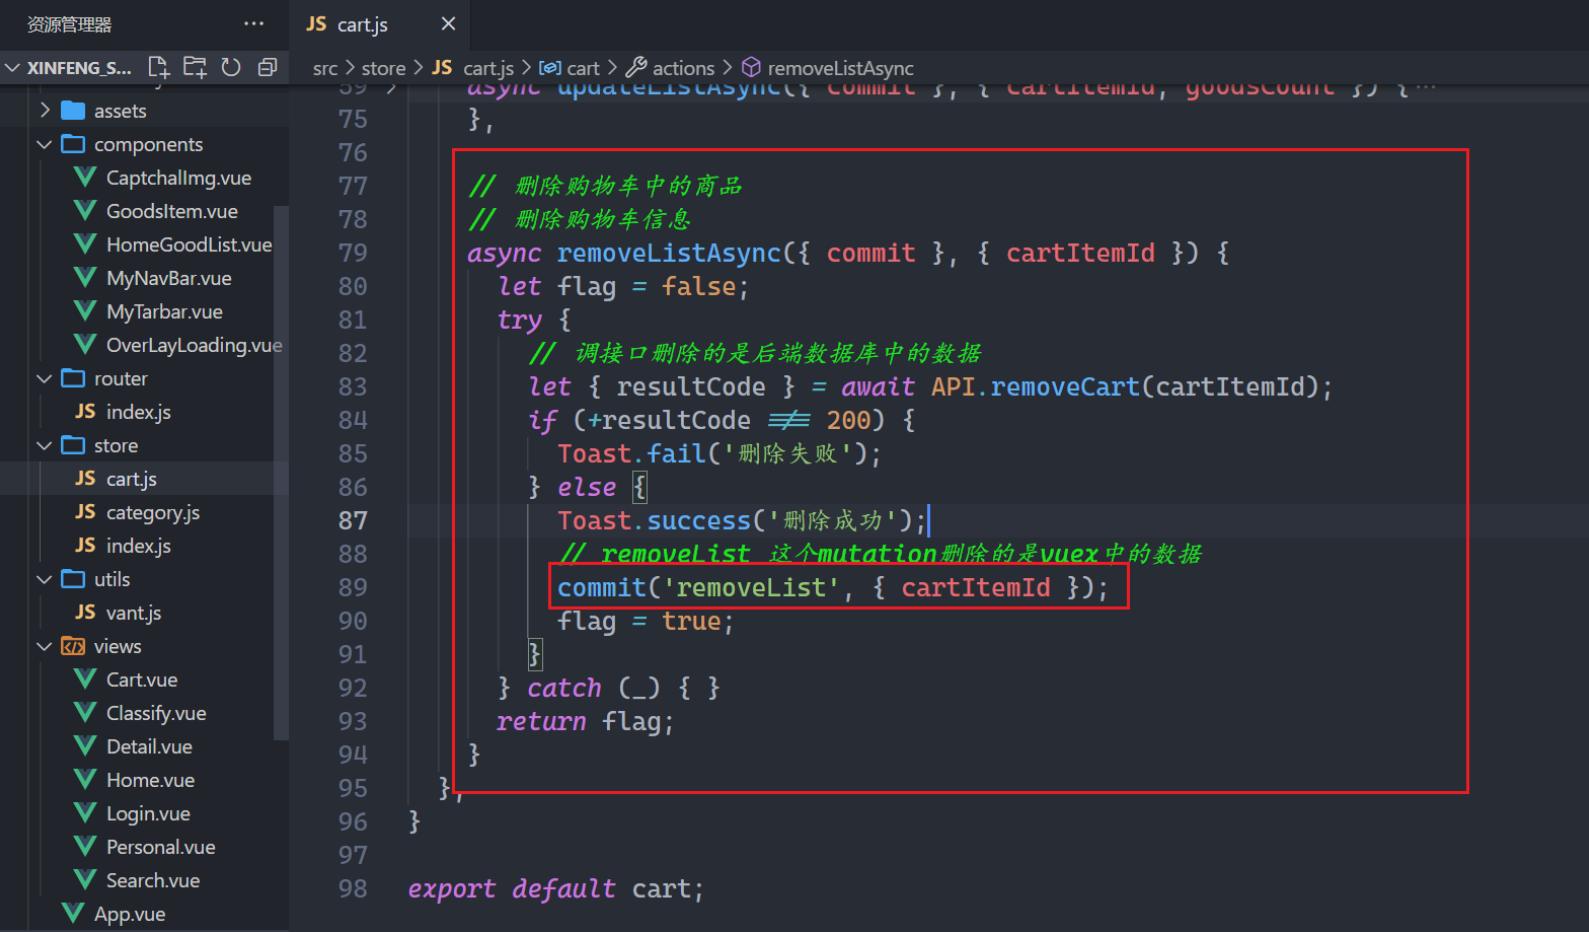 资源管理器 ···
JS cart.js ×
XINFENG_S...
src > store > JS cart.js > cart > actions > removeListAsync
assets
components
CaptchaIImg.vue
GoodsItem.vue
HomeGoodList.vue
MyNavBar.vue
MyTarbar.vue
OverLayLoading.vue
router
JS index.js
store
JS cart.js
JS category.js
JS index.js
utils
JS vant.js
views
Cart.vue
Classify.vue
Detail.vue
Home.vue
Login.vue
Personal.vue
Search.vue
App.vue
59 async updateListAsync({ commit }, { cartItemId, goodsCount }) { ···
75 },
76
77 // 删除购物车中的商品
78 // 删除购物车信息
79 async removeListAsync({ commit }, { cartItemId }) {
80 let flag = false;
81 try {
82 // 调接口删除的是后端数据库中的数据
83 let { resultCode } = await API.removeCart(cartItemId);
84 if (+resultCode !== 200) {
85 Toast.fail('删除失败');
86 } else {
87 Toast.success('删除成功');
88 // removeList 这个mutation删除的是vuex中的数据
89 commit('removeList', { cartItemId });
90 flag = true;
91 }
92 } catch (_) { }
93 return flag;
94 }
95 },
96 }
97
98 export default cart;